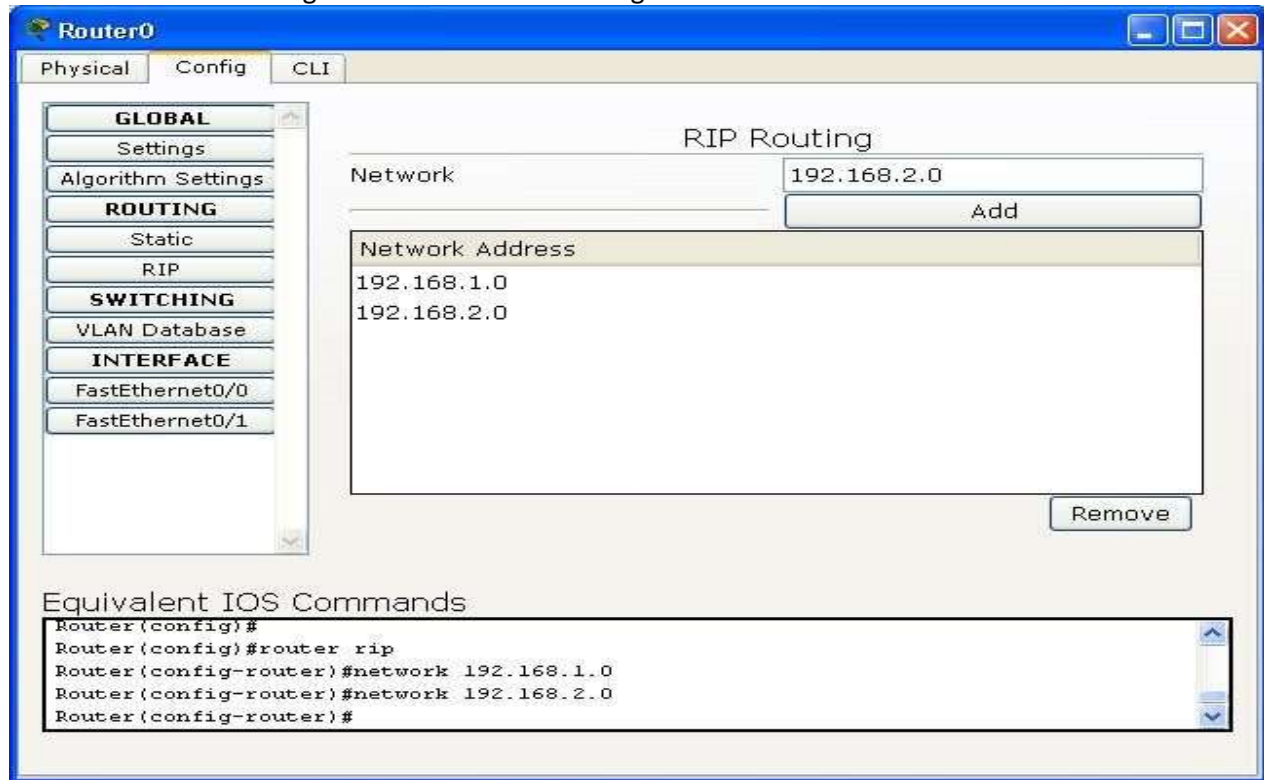 Router0
Physical Config CLI
GLOBAL
Settings
Algorithm Settings
ROUTING
Static
RIP
SWITCHING
VLAN Database
INTERFACE
FastEthernet0/0
FastEthernet0/1
RIP Routing
Network 192.168.2.0
Add
Network Address
192.168.1.0
192.168.2.0
Remove
Equivalent IOS Commands
Router(config)#
Router(config)#router rip
Router(config-router)#network 192.168.1.0
Router(config-router)#network 192.168.2.0
Router(config-router)#